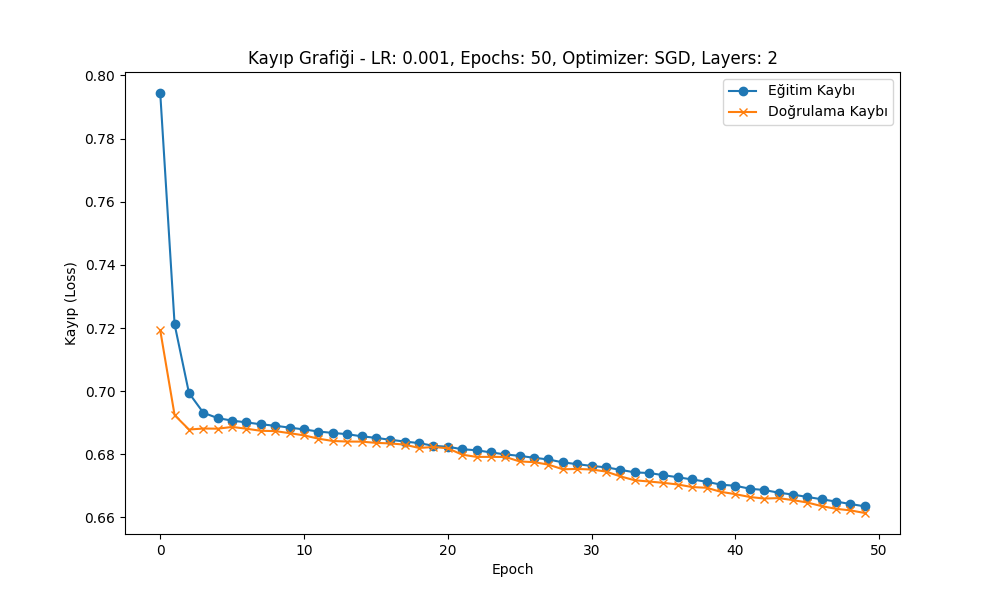 Kayıp Grafiği - LR: 0.001, Epochs: 50, Optimizer: SGD, Layers: 2
Eğitim Kaybı
Doğrulama Kaybı
Kayıp (Loss)
0.80
0.78
0.76
0.74
0.72
0.70
0.68
0.66
0 10 20 30 40 50
Epoch